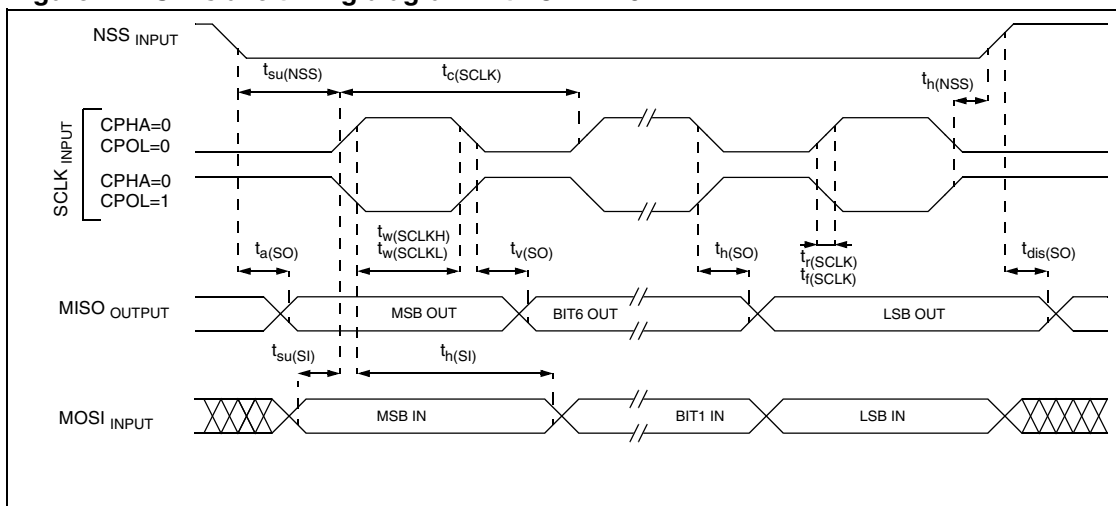 NSS INPUT
tsu(NSS)
tc(SCLK)
th(NSS)
SCLK INPUT
CPHA=0
CPOL=0
CPHA=0
CPOL=1
ta(SO)
tw(SCLKH)
tw(SCLKL)
tv(SO)
th(SO)
tr(SCLK)
tf(SCLK)
tdis(SO)
MISO OUTPUT
MSB OUT
BIT6 OUT
LSB OUT
tsu(SI)
th(SI)
MOSI INPUT
MSB IN
BIT1 IN
LSB IN